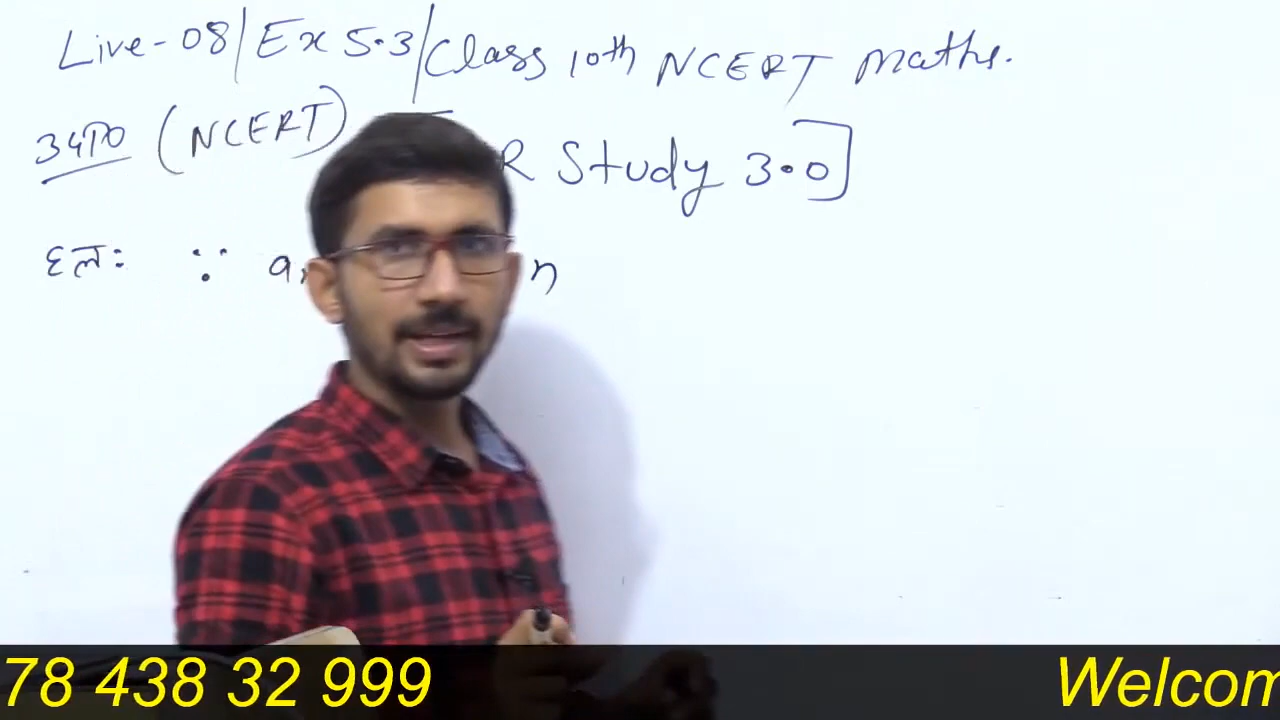 Live-08/Ex 5.3/Class 10th NCERT Maths.
(NCERT) R Study 3.0]
हलः ∵ a n
78 438 32 999 Welcom